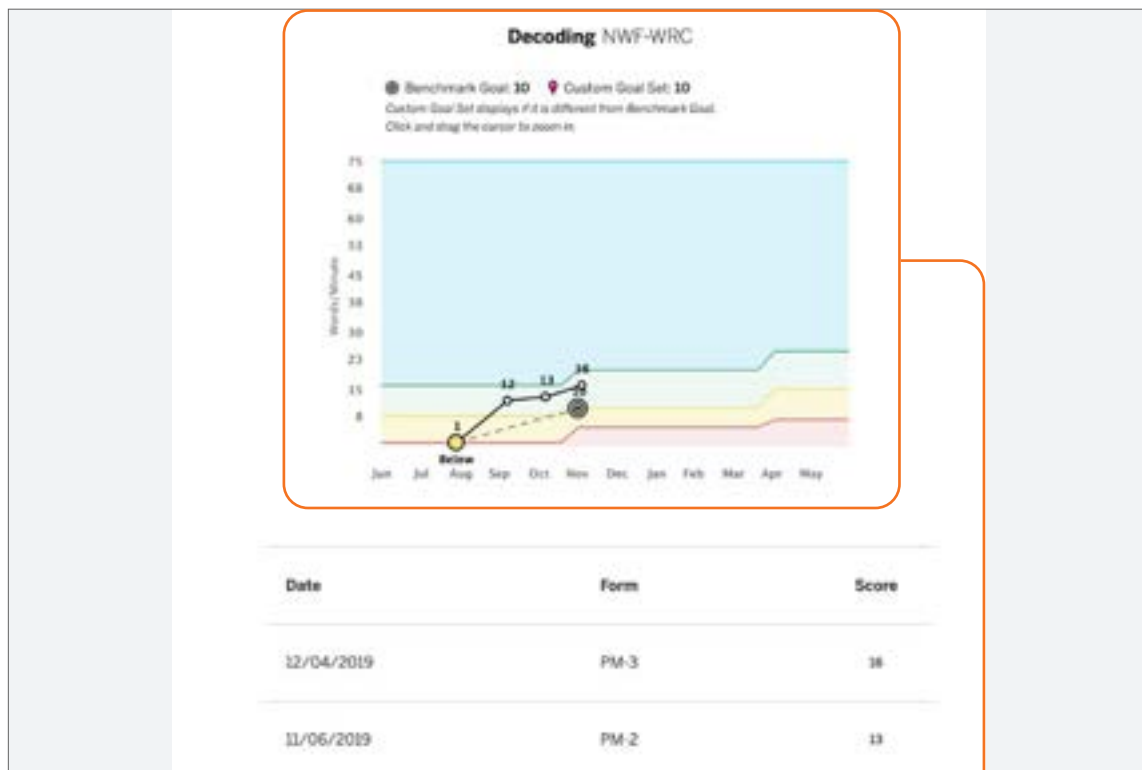 Decoding NWF-WRC
Benchmark Goal: 10 Custom Goal Set: 10
Custom Goal Set displays if it is different from Benchmark Goal.
Click and drag the cursor to zoom in.
75
68
60
53
45
38
30
23
15
8
Words/Minute
12 13 16
1
Below
Jun Jul Aug Sep Oct Nov Dec Jan Feb Mar Apr May
Date Form Score
12/04/2019 PM-3 16
11/06/2019 PM-2 13